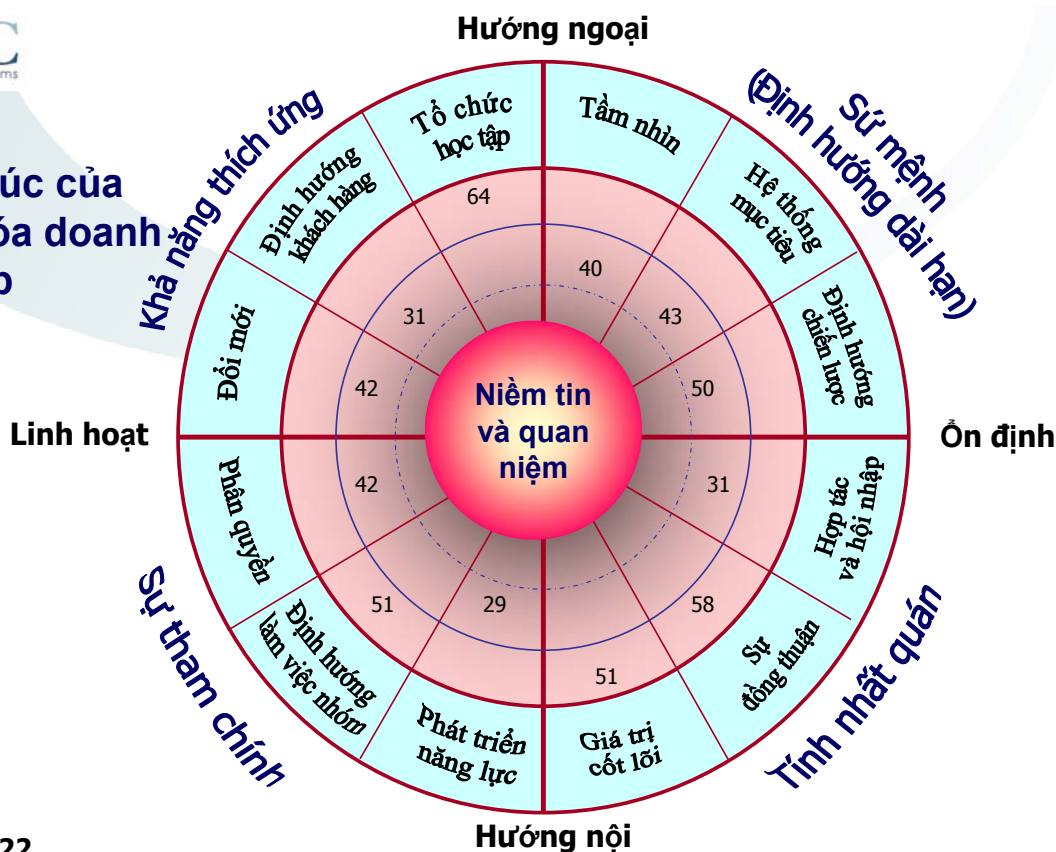 Hướng ngoại
C
ms
úc của
óa doanh
p
Khả năng thích ứng
Sứ mệnh
(Định hướng dài hạn)
Tổ chức
học tập
Tầm nhìn
Định hướng
khách hàng
Hệ thống
mục tiêu
Đổi mới
Định hướng
chiến lược
64
40
31
43
42
50
Linh hoạt
Niềm tin
và quan
niệm
Ổn định
42
31
51
29
58
51
Phân quyền
Hợp tác
và hội nhập
Định hướng
làm việc nhóm
Sự
đồng thuận
Phát triển
năng lực
Giá trị
cốt lõi
Sự tham chính
Tính nhất quán
Hướng nội
22